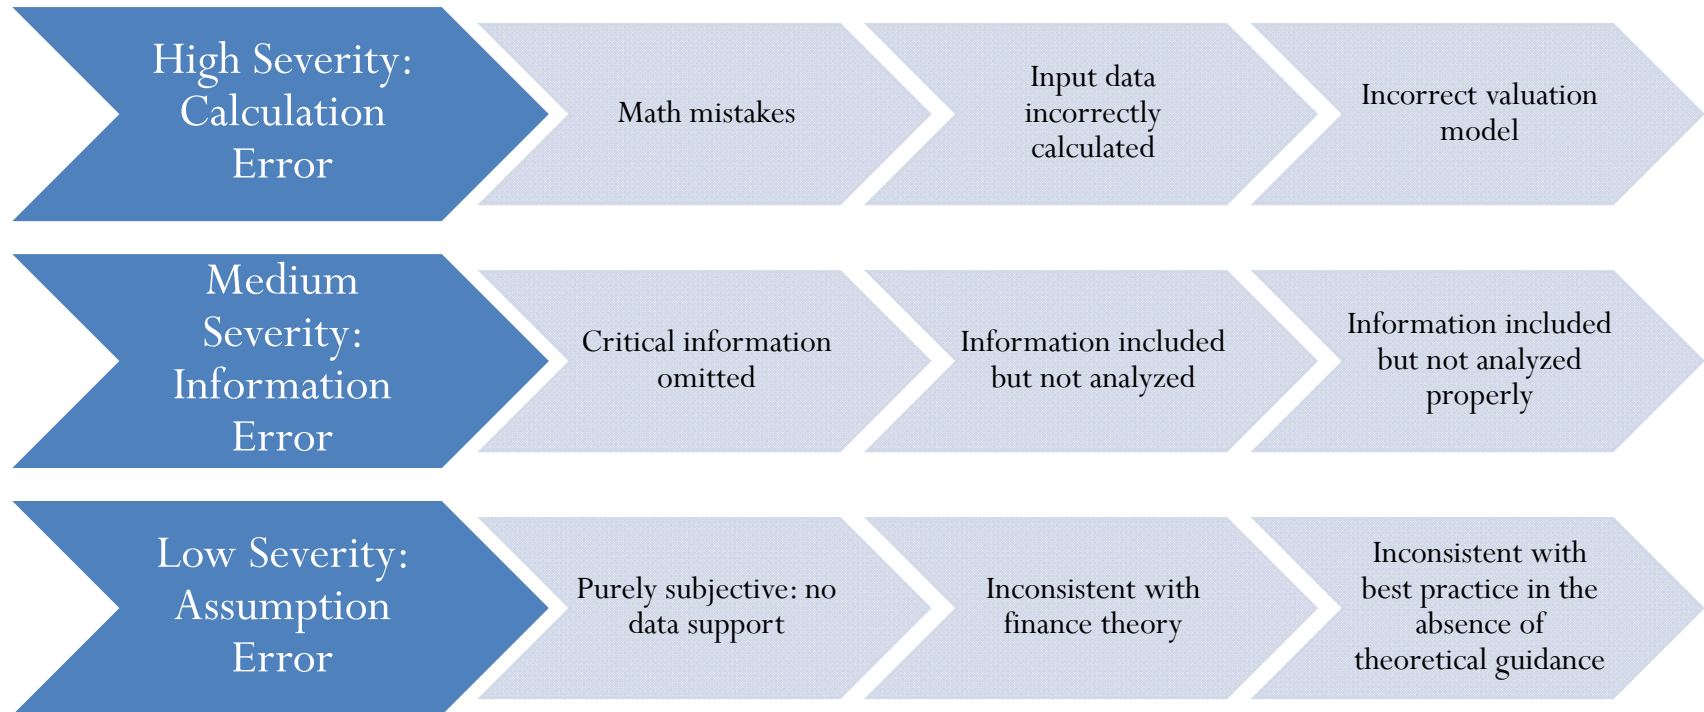 High Severity:
Calculation
Error
Math mistakes
Input data
incorrectly
calculated
Incorrect valuation
model
Medium
Severity:
Information
Error
Critical information
omitted
Information included
but not analyzed
Information included
but not analyzed
properly
Low Severity:
Assumption
Error
Purely subjective: no
data support
Inconsistent with
finance theory
Inconsistent with
best practice in the
absence of
theoretical guidance